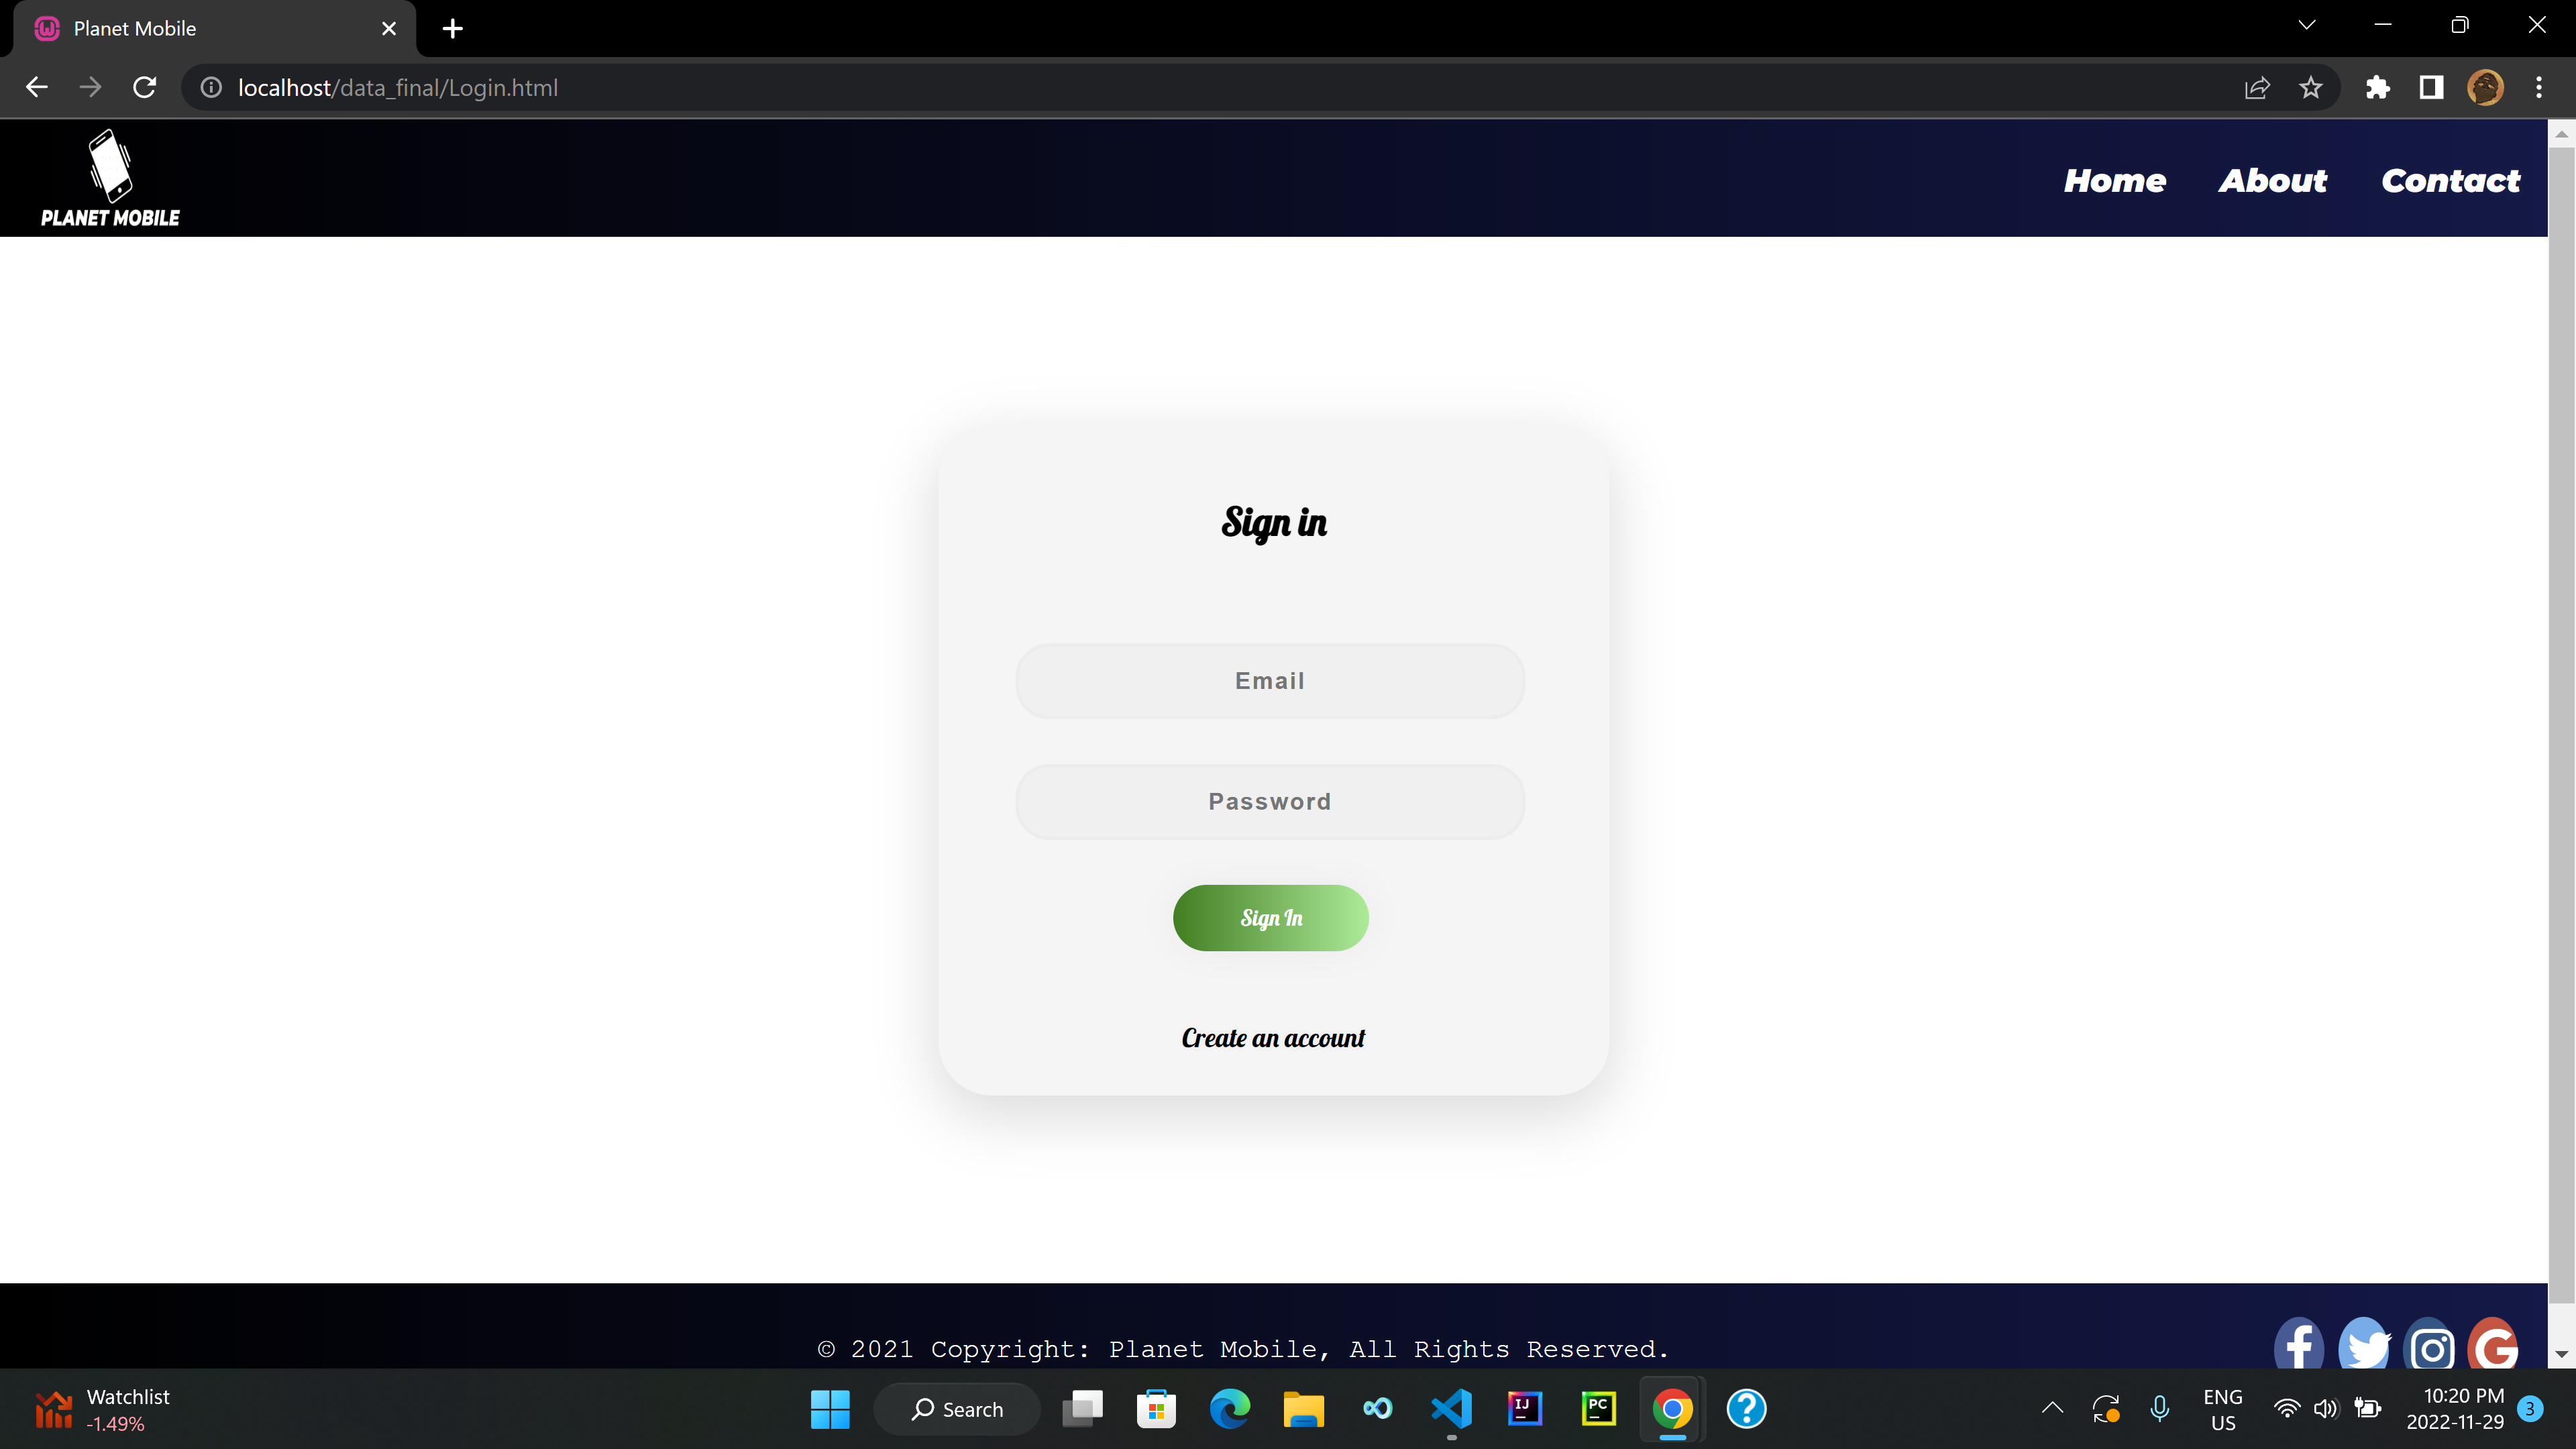 Planet Mobile
localhost/data_final/Login.html
PLANET MOBILE
Home About Contact
Sign in
Email
Password
Sign In
Create an account
© 2021 Copyright: Planet Mobile, All Rights Reserved.
Watchlist
-1.49%
Search
IJ
PC
ENG
US
10:20 PM
2022-11-29
3